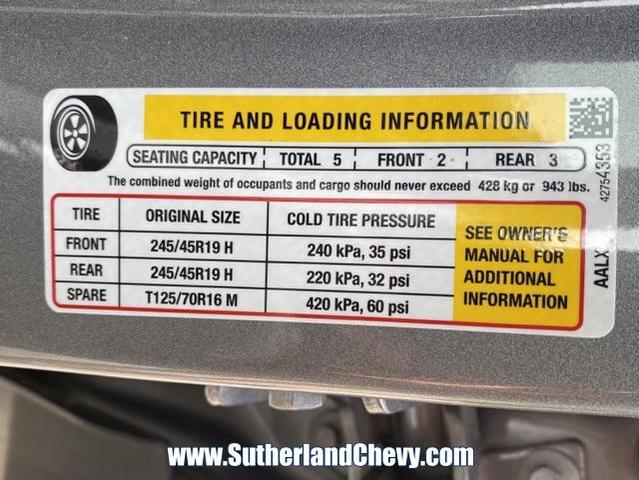 TIRE AND LOADING INFORMATION
SEATING CAPACITY TOTAL 5 FRONT 2 REAR 3
The combined weight of occupants and cargo should never exceed 428 kg or 943 lbs.
TIRE ORIGINAL SIZE COLD TIRE PRESSURE
FRONT 245/45R19 H 240 kPa, 35 psi
REAR 245/45R19 H 220 kPa, 32 psi
SPARE T125/70R16 M 420 kPa, 60 psi
SEE OWNER'S
MANUAL FOR
ADDITIONAL
INFORMATION
42754353
AALX
www.SutherlandChevy.com